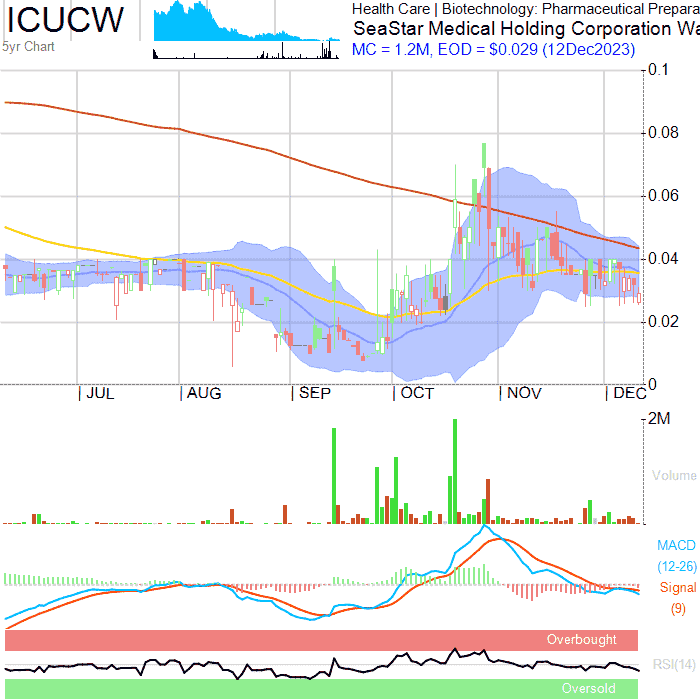 ICUCW
5yr Chart
Health Care | Biotechnology: Pharmaceutical Prepara
SeaStar Medical Holding Corporation Wa
MC = 1.2M, EOD = $0.029 (12Dec2023)
0.1
0.08
0.06
0.04
0.02
0
| JUL | AUG | SEP | OCT | NOV | DEC
2M
Volume
MACD
(12-26)
Signal
(9)
Overbought
RSI(14)
Oversold